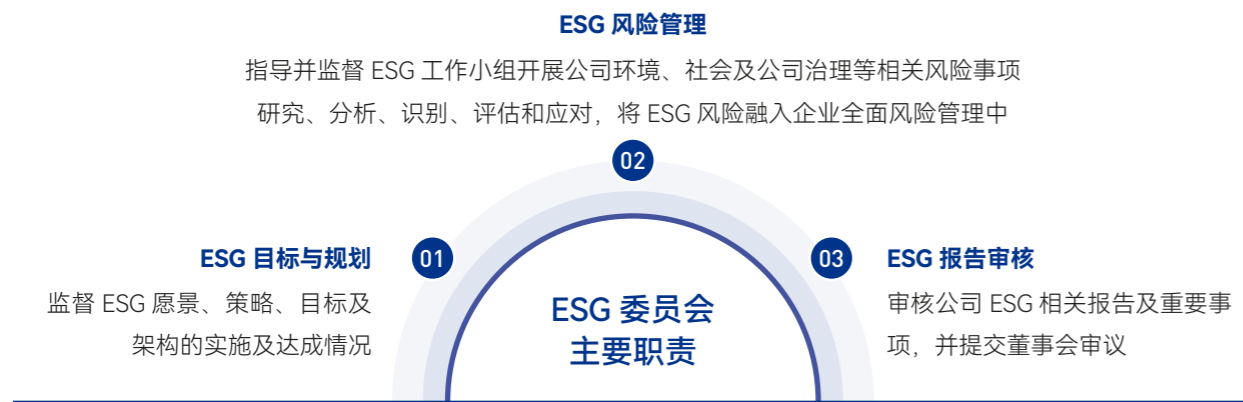 ESG 风险管理
指导并监督 ESG 工作小组开展公司环境、社会及公司治理等相关风险事项
研究、分析、识别、评估和应对，将 ESG 风险融入企业全面风险管理中
02
01
ESG 目标与规划
监督 ESG 愿景、策略、目标及
架构的实施及达成情况
ESG 委员会
主要职责
03
ESG 报告审核
审核公司 ESG 相关报告及重要事
项，并提交董事会审议